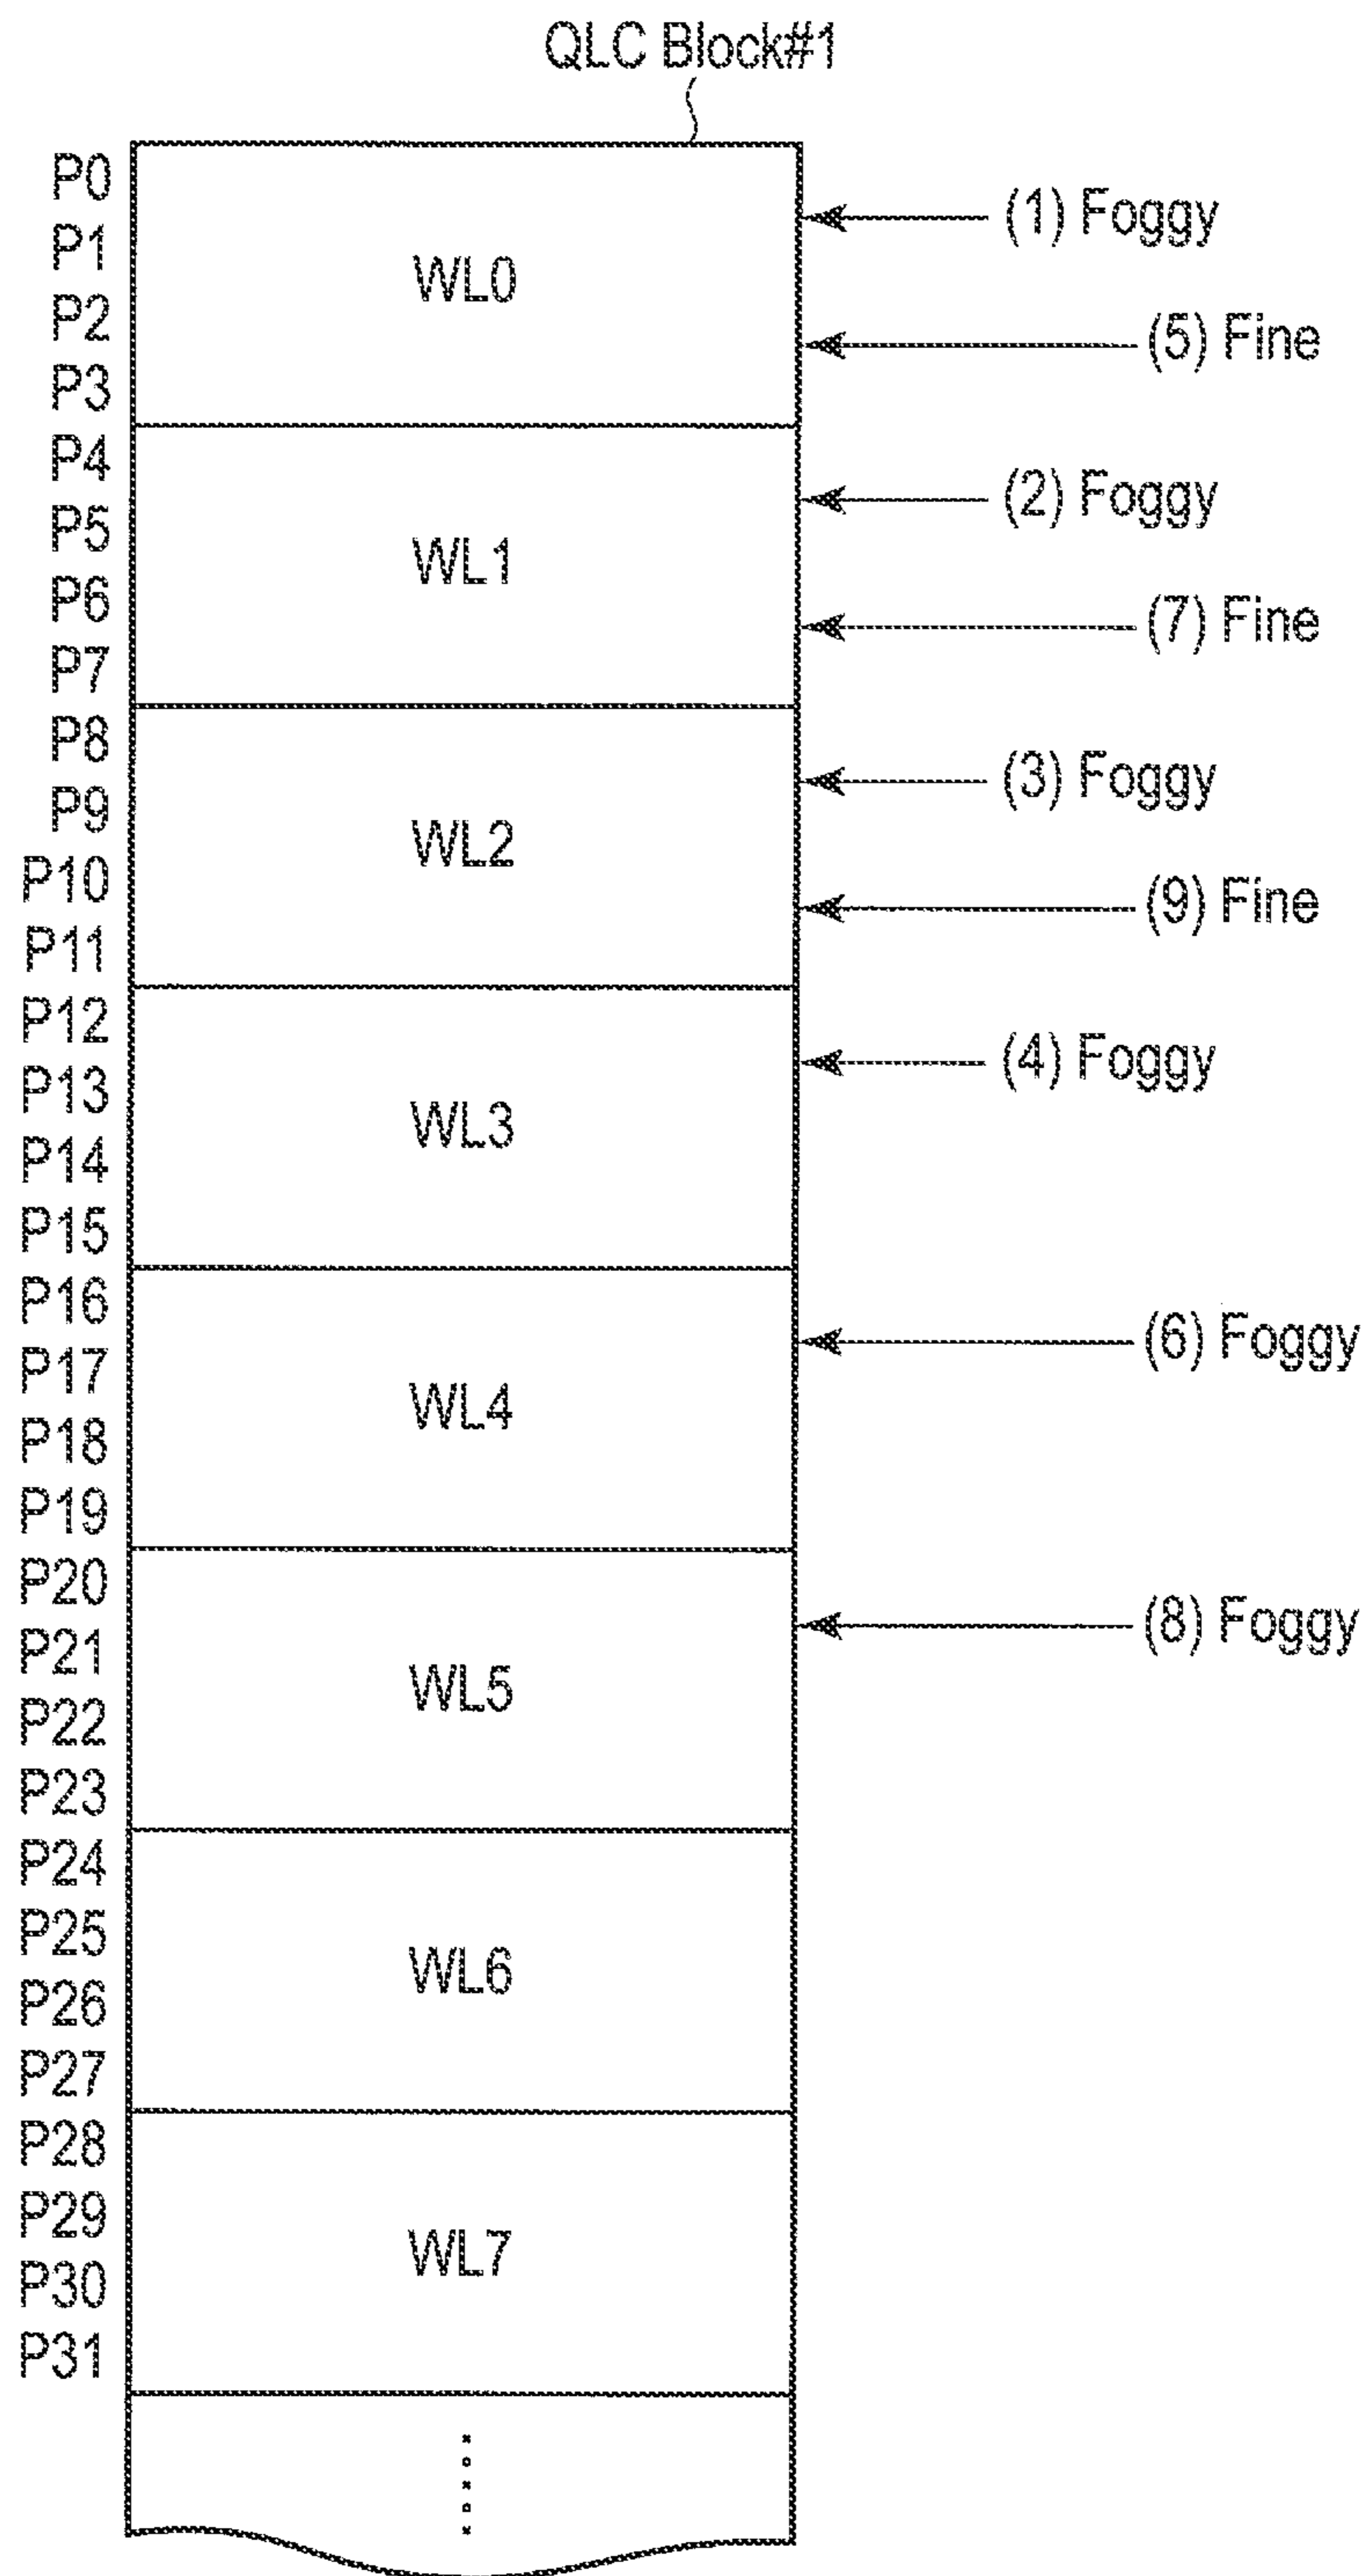 QLC Block#1
P0
(1) Foggy
P1
WL0
P2
(5) Fine
P3
P4
(2) Foggy
P5
WL1
P6
(7) Fine
P7
P8
(3) Foggy
P9
WL2
P10
(9) Fine
P11
P12
(4) Foggy
P13
WL3
P14
P15
P16
(6) Foggy
P17
WL4
P18
P19
P20
(8) Foggy
P21
WL5
P22
P23
P24
P25
WL6
P26
P27
P28
P29
WL7
P30
P31